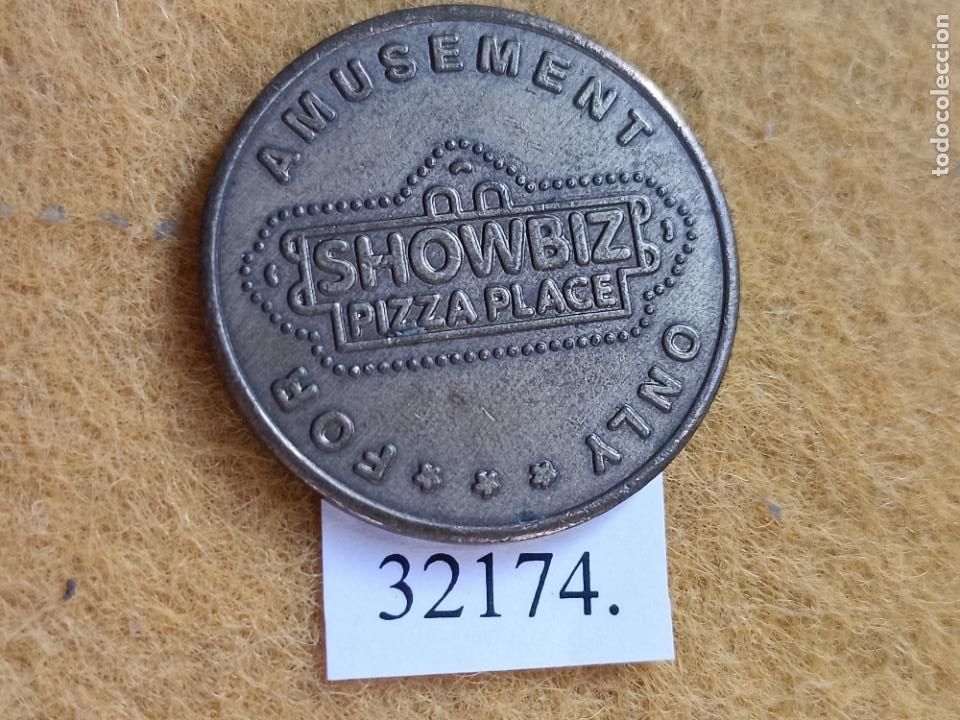 FOR AMUSEMENT ONLY
SHOWBIZ
PIZZA PLACE
32174.
todocoleccion